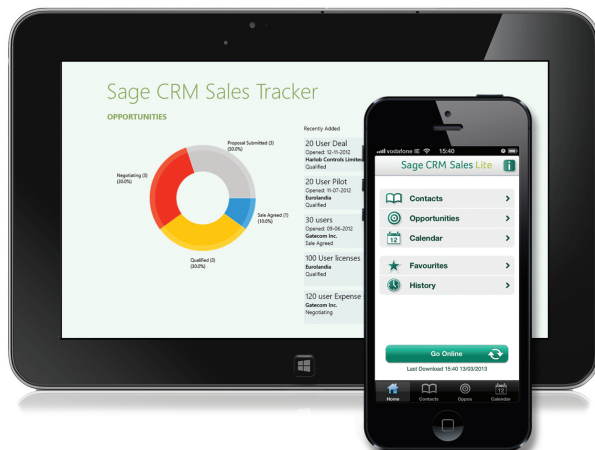 Sage CRM Sales Tracker
OPPORTUNITIES
Proposal Submitted (3)
(30.0%)
Negotiating (3)
(30.0%)
Sale Agreed (1)
(10.0%)
Qualified (3)
(30.0%)
Recently Added
20 User Deal
Opened: 12-11-2012
Harlob Controls Limited
Qualified
20 User Pilot
Opened: 11-07-2012
Eurolandia
Qualified
30 users
Opened: 09-06-2012
Gatecom Inc.
Sale Agreed
100 User licenses
Eurolandia
Qualified
120 user Expense
Gatecom Inc.
Negotiating
vodafone IE 15:40
Sage CRM Sales Lite i
Contacts
Opportunities
12 Calendar
Favourites
History
Go Online
Last Download 15:40 13/03/2013
12
Home Contacts Oppos Calendar